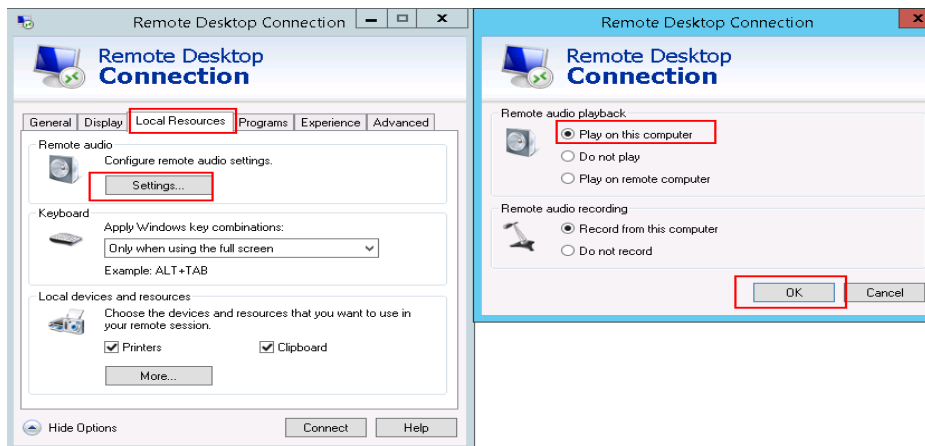 Remote Desktop Connection
Remote Desktop
Connection
General Display Local Resources Programs Experience Advanced
Remote audio
Configure remote audio settings.
Settings...
Keyboard
Apply Windows key combinations:
Only when using the full screen
Example: ALT+TAB
Local devices and resources
Choose the devices and resources that you want to use in
your remote session.
Printers Clipboard
More...
Hide Options Connect Help
Remote Desktop Connection
Remote Desktop
Connection
Remote audio playback
Play on this computer
Do not play
Play on remote computer
Remote audio recording
Record from this computer
Do not record
OK Cancel